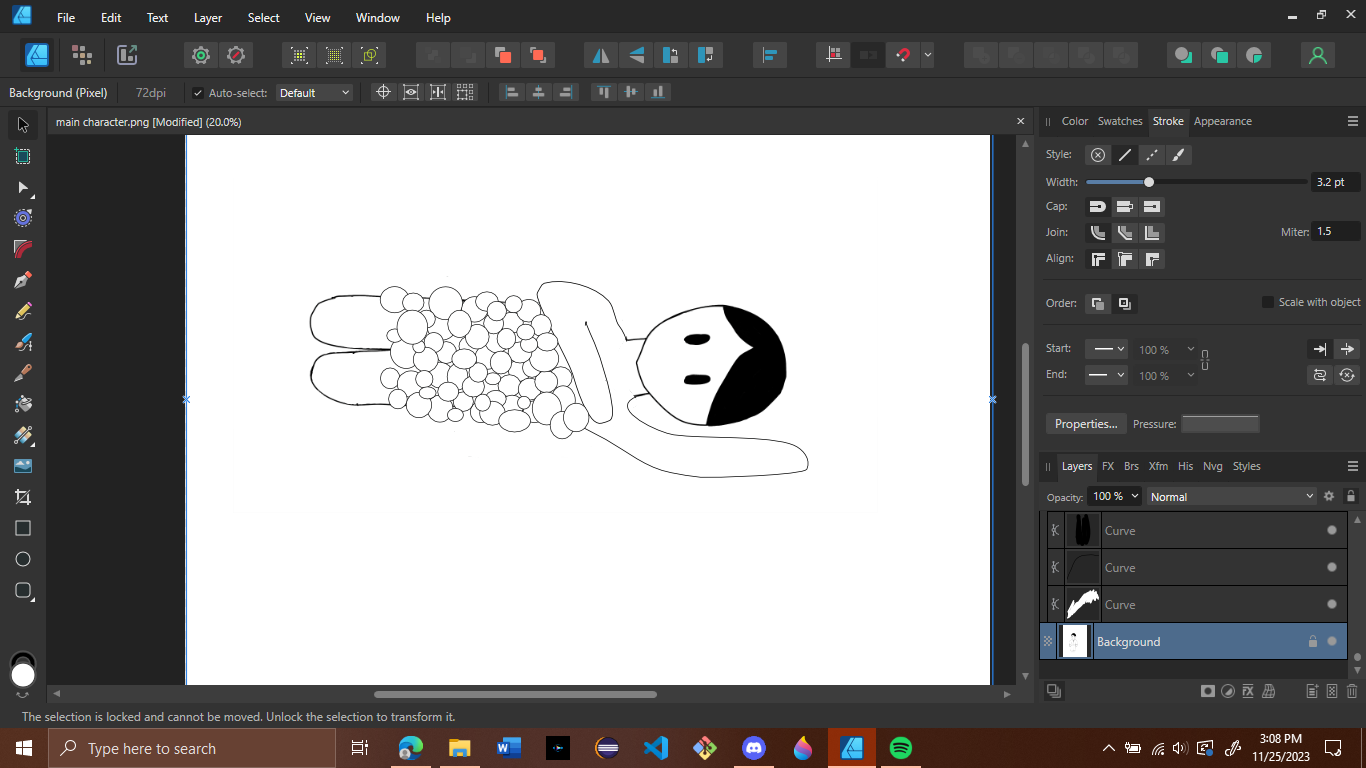 File Edit Text Layer Select View Window Help
Background (Pixel) 72dpi Auto-select: Default
main character.png [Modified] (20.0%)
Color Swatches Stroke Appearance
Style:
Width: 3.2 pt
Cap:
Join: Miter: 1.5
Align:
Order: Scale with object
Start: 100 %
End: 100 %
Properties... Pressure:
Layers FX Brs Xfm His Nvg Styles
Opacity: 100 % Normal
Curve
Curve
Curve
Background
The selection is locked and cannot be moved. Unlock the selection to transform it.
Type here to search
3:08 PM
11/25/2023